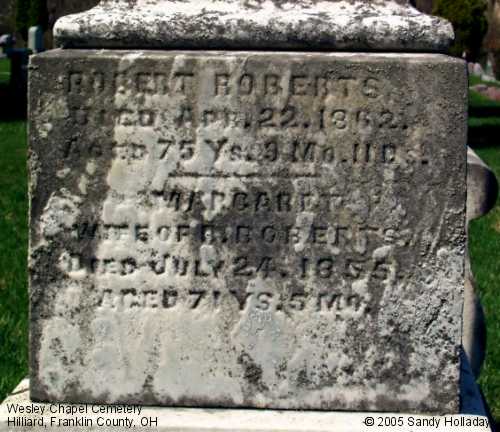 ROBERT ROBERTS
DIED APR. 22. 1862.
AGED 75 YS. 9 MO. 11 DS.
MARGARET
WIFE OF R. ROBERTS.
DIED JULY 24. 1855.
AGED 71 YS. 5 MO.
Wesley Chapel Cemetery
Hilliard, Franklin County, OH
© 2005 Sandy Holladay